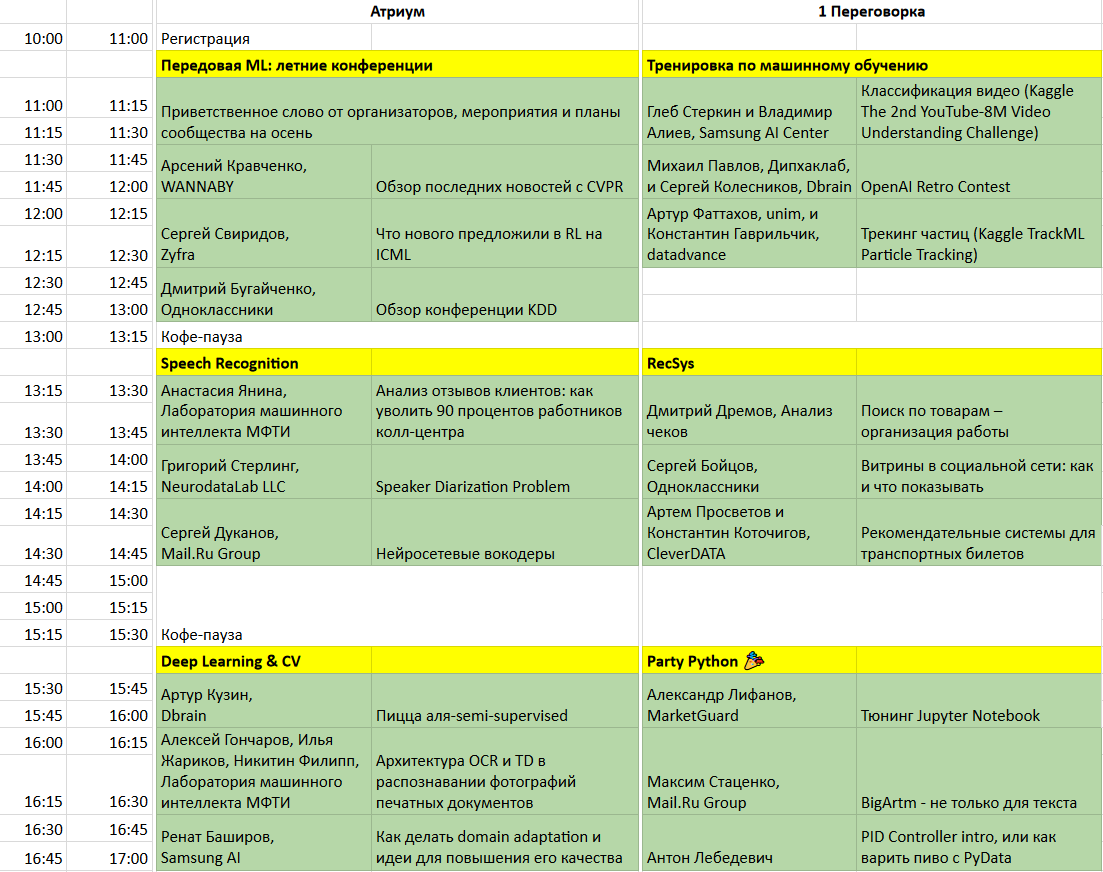 Атриум
1 Переговорка
10:00 11:00 Регистрация
Передовая ML: летние конференции
Тренировка по машинному обучению
11:00 11:15
11:15 11:30
Приветственное слово от организаторов, мероприятия и планы
сообщества на осень
Глеб Стеркин и Владимир
Алиев, Samsung AI Center
Классификация видео (Kaggle
The 2nd YouTube-8M Video
Understanding Challenge)
11:30 11:45
11:45 12:00
Арсений Кравченко,
WANNABY
Обзор последних новостей с CVPR
Михаил Павлов, Дипхаклаб,
и Сергей Колесников, Dbrain
OpenAI Retro Contest
12:00 12:15
12:15 12:30
Сергей Свиридов,
Zyfra
Что нового предложили в RL на
ICML
Артур Фаттахов, unim, и
Константин Гаврильчик,
datadvance
Трекинг частиц (Kaggle TrackML
Particle Tracking)
12:30 12:45
12:45 13:00
Дмитрий Бугайченко,
Одноклассники
Обзор конференции KDD
13:00 13:15 Кофе-пауза
Speech Recognition
RecSys
13:15 13:30
13:30 13:45
Анастасия Янина,
Лаборатория машинного
интеллекта МФТИ
Анализ отзывов клиентов: как
уволить 90 процентов работников
колл-центра
Дмитрий Дремов, Анализ
чеков
Поиск по товарам –
организация работы
13:45 14:00
14:00 14:15
Григорий Стерлинг,
NeurodataLab LLC
Speaker Diarization Problem
Сергей Бойцов,
Одноклассники
Витрины в социальной сети: как
и что показывать
14:15 14:30
14:30 14:45
Сергей Дуканов,
Mail.Ru Group
Нейросетевые вокодеры
Артем Просветов и
Константин Коточигов,
CleverDATA
Рекомендательные системы для
транспортных билетов
14:45 15:00
15:00 15:15
15:15 15:30 Кофе-пауза
Deep Learning & CV
Party Python 🎉
15:30 15:45
15:45 16:00
Артур Кузин,
Dbrain
Пицца аля-semi-supervised
Александр Лифанов,
MarketGuard
Тюнинг Jupyter Notebook
16:00 16:15
16:15 16:30
Алексей Гончаров, Илья
Жариков, Никитин Филипп,
Лаборатория машинного
интеллекта МФТИ
Архитектура OCR и TD в
распознавании фотографий
печатных документов
Максим Стаценко,
Mail.Ru Group
BigArtm - не только для текста
16:30 16:45
16:45 17:00
Ренат Баширов,
Samsung AI
Как делать domain adaptation и
идеи для повышения его качества
Антон Лебедевич
PID Controller intro, или как
варить пиво с PyData